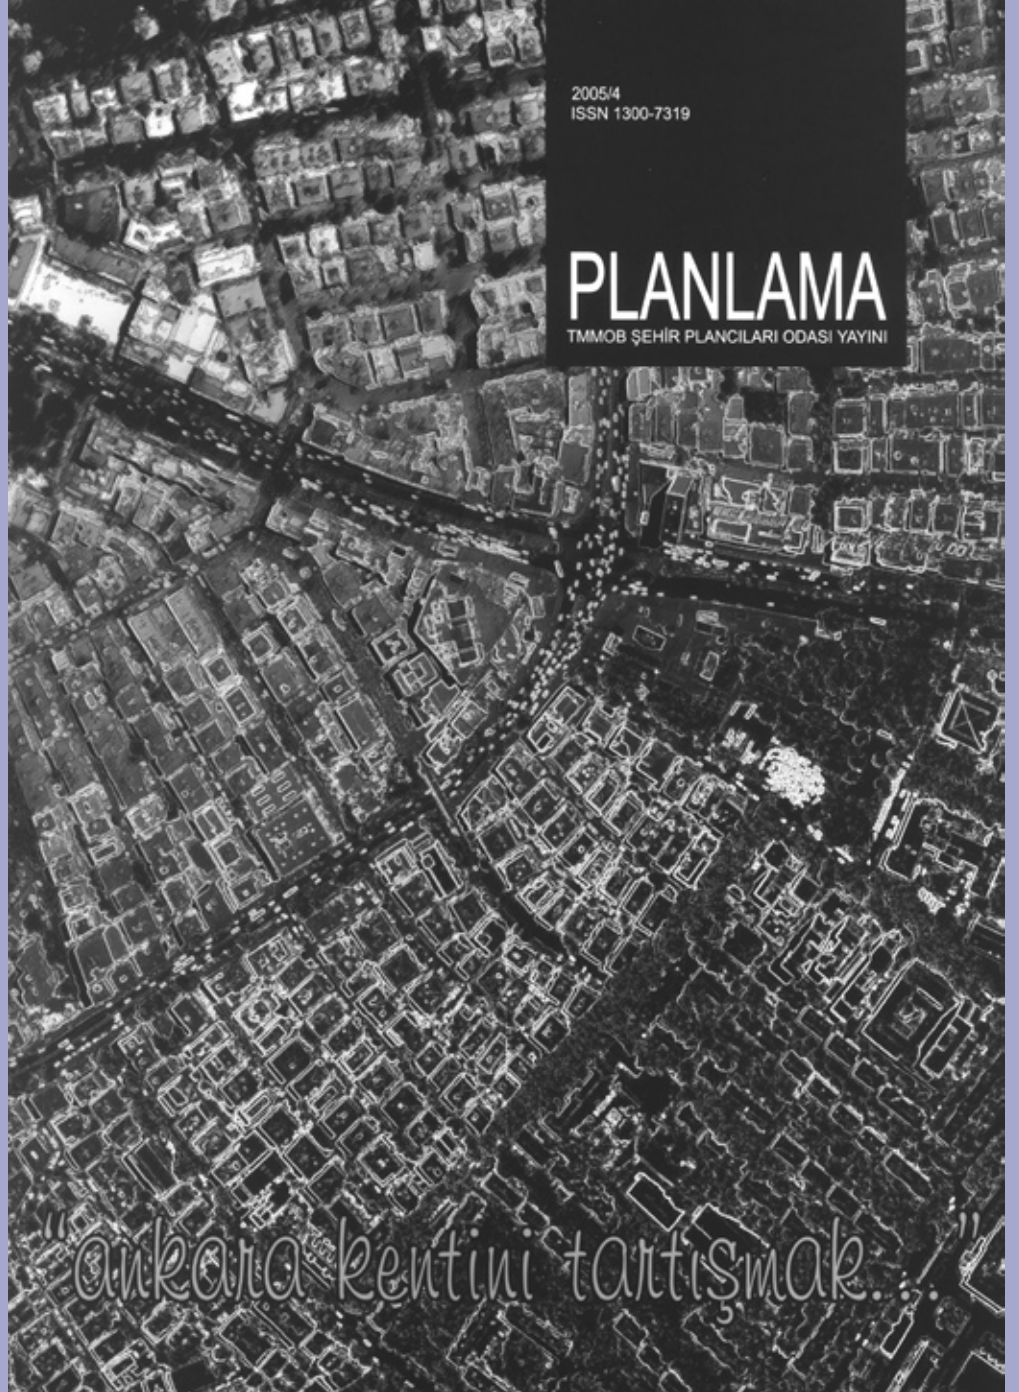 2005/4
ISSN 1300-7319
PLANLAMA
TMMOB ŞEHİR PLANCILARI ODASI YAYINI
“ankara kentini tartışmak...”